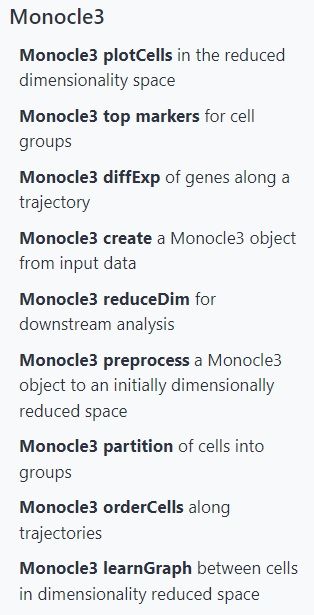 Monocle3
Monocle3 plotCells in the reduced
dimensionality space
Monocle3 top markers for cell
groups
Monocle3 diffExp of genes along a
trajectory
Monocle3 create a Monocle3 object
from input data
Monocle3 reduceDim for
downstream analysis
Monocle3 preprocess a Monocle3
object to an initially dimensionally
reduced space
Monocle3 partition of cells into
groups
Monocle3 orderCells along
trajectories
Monocle3 learnGraph between cells
in dimensionality reduced space